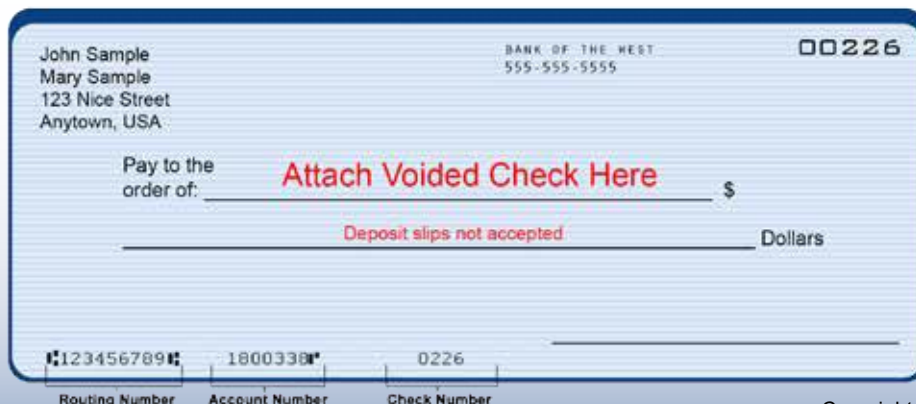 John Sample
Mary Sample
123 Nice Street
Anytown, USA
BANK OF THE WEST
555-555-5555
00226
Pay to the
order of:
Attach Voided Check Here
$
Deposit slips not accepted
Dollars
⑆123456789⑆ 1800338⑈ 0226
Routing Number Account Number Check Number
Copyright